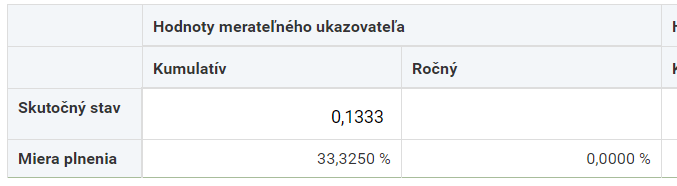 Hodnoty merateľného ukazovateľa
Kumulatív Ročný
Skutočný stav 0,1333
Miera plnenia 33,3250 % 0,0000 %